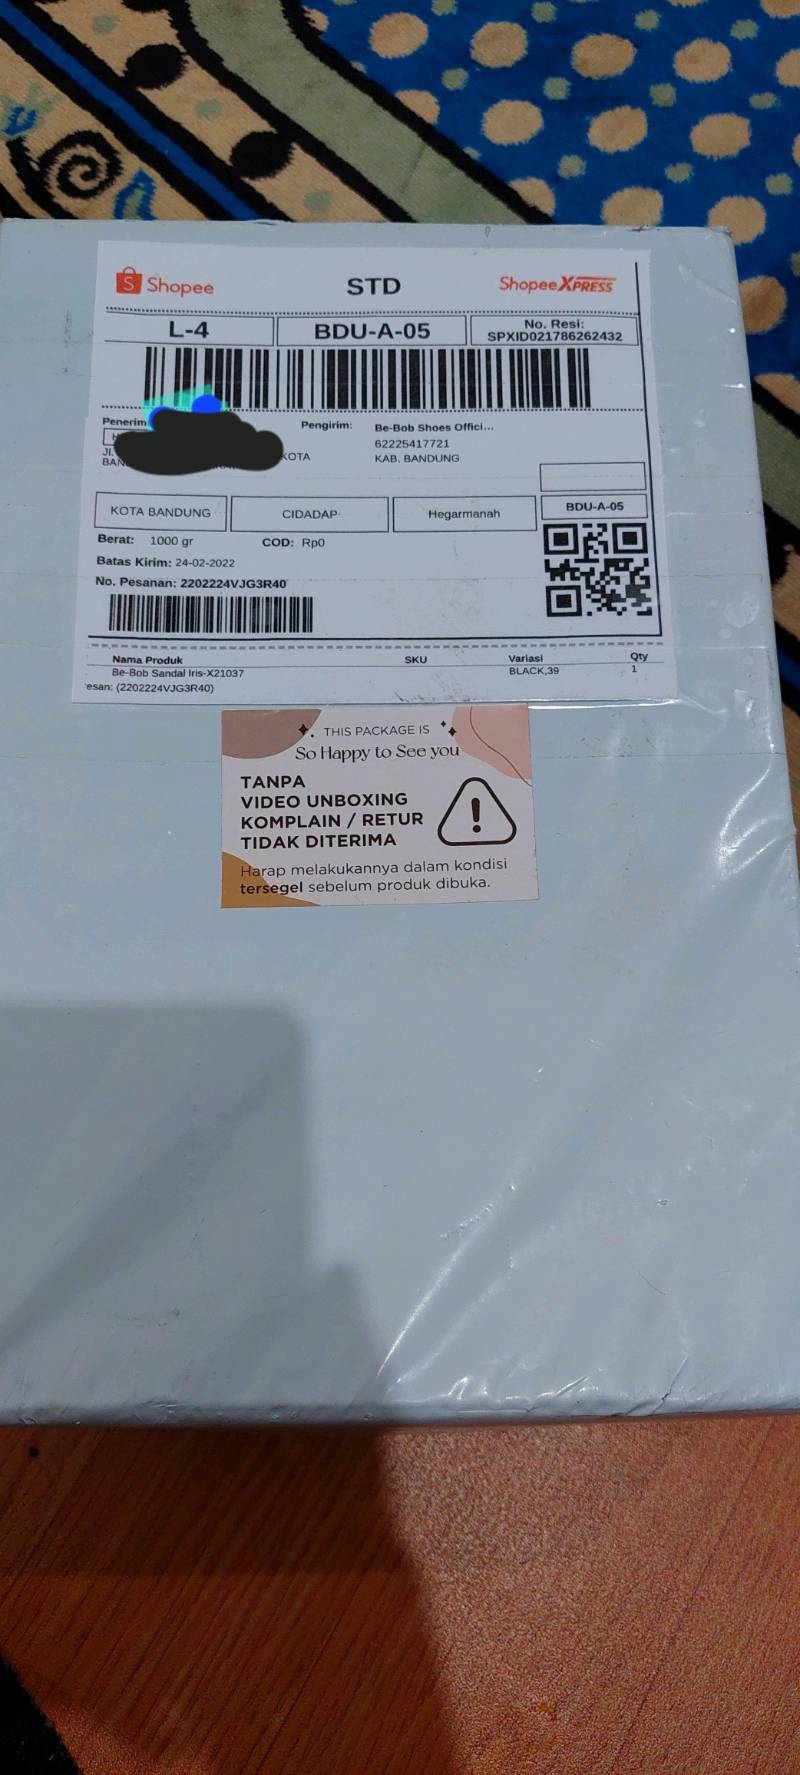 Shopee
STD
ShopeeXPRESS
L-4
BDU-A-05
No. Resi:
SPXID021786262432
Penerim
Pengirim:
Be-Bob Shoes Offici...
62225417721
KAB. BANDUNG
Jl.
KOTA
BAN
KOTA BANDUNG
CIDADAP
Hegarmanah
BDU-A-05
Berat: 1000 gr
COD: Rp0
Batas Kirim: 24-02-2022
No. Pesanan: 2202224VJG3R40
Nama Produk
SKU
Variasi
Qty
Be-Bob Sandal Iris-X21037
BLACK,39
1
esan: (2202224VJG3R40)
THIS PACKAGE IS
So Happy to See you
TANPA
VIDEO UNBOXING
KOMPLAIN / RETUR
TIDAK DITERIMA
Harap melakukannya dalam kondisi
tersegel sebelum produk dibuka.